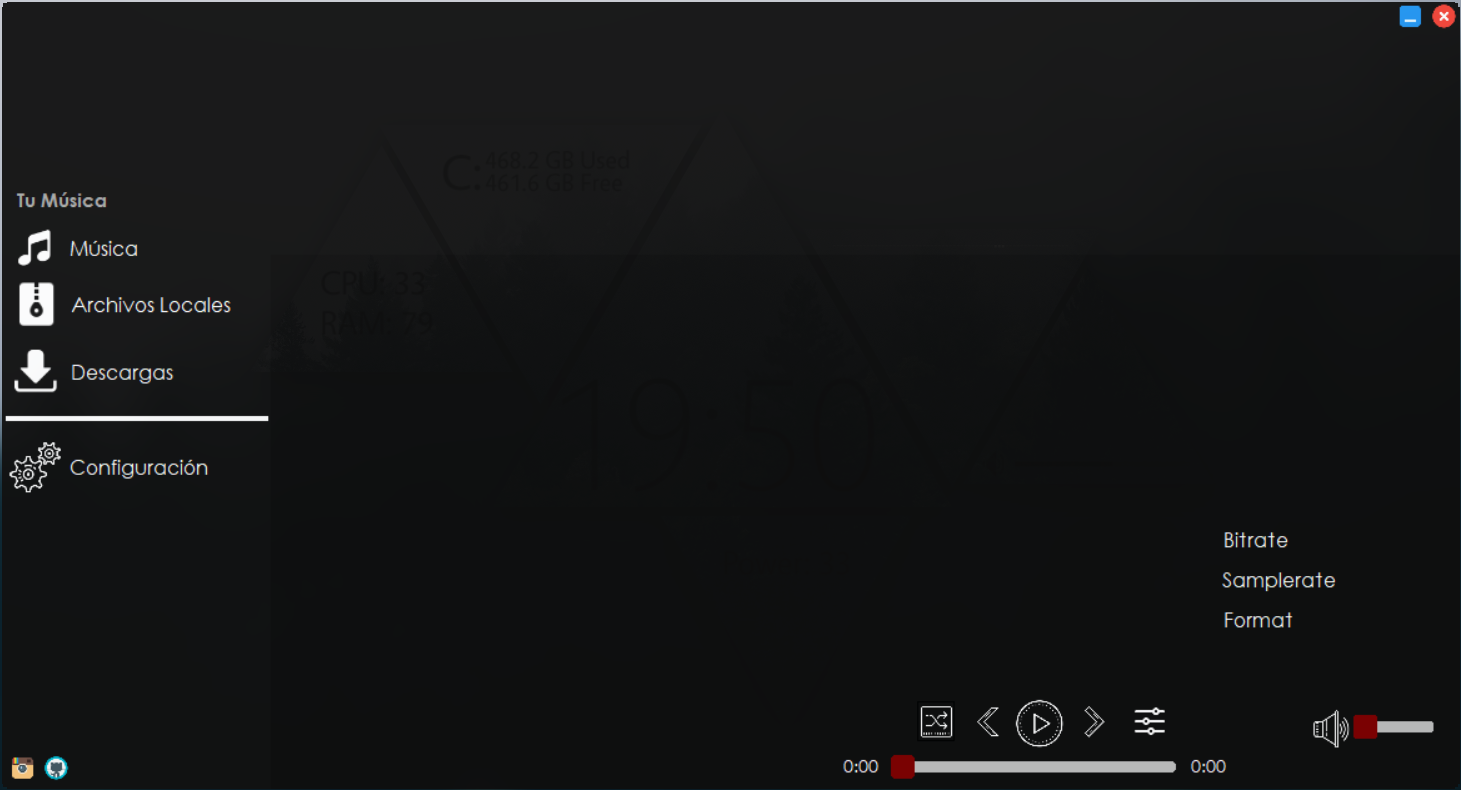 C: 468.2 GB Used
461.6 GB Free
Tu Música
Música
CPU: 33
Archivos Locales
RAM: 79
Descargas
19:50
Configuración
Bitrate
Samplerate
Format
0:00
0:00